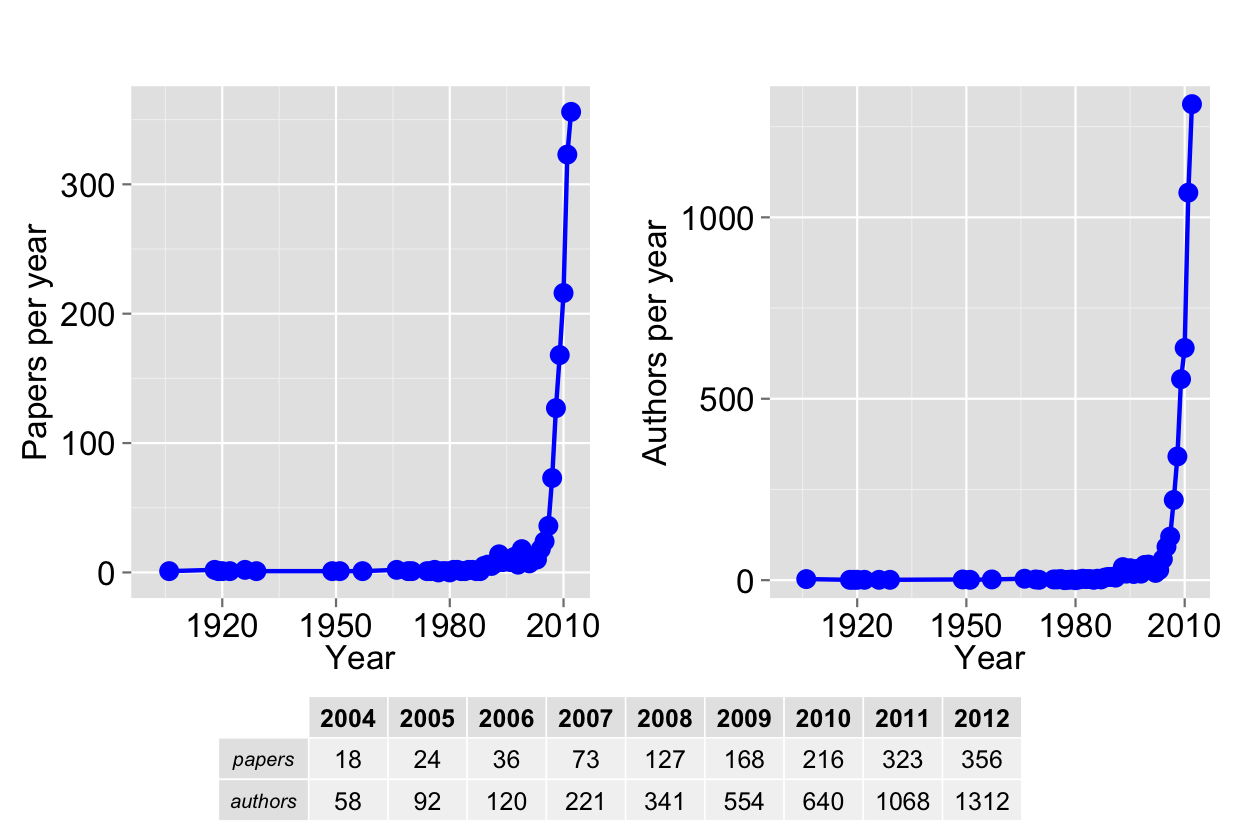 Papers per year
300
200
100
0
1920 1950 1980 2010
Year
Authors per year
1000
500
0
1920 1950 1980 2010
Year
2004 2005 2006 2007 2008 2009 2010 2011 2012
papers 18 24 36 73 127 168 216 323 356
authors 58 92 120 221 341 554 640 1068 1312